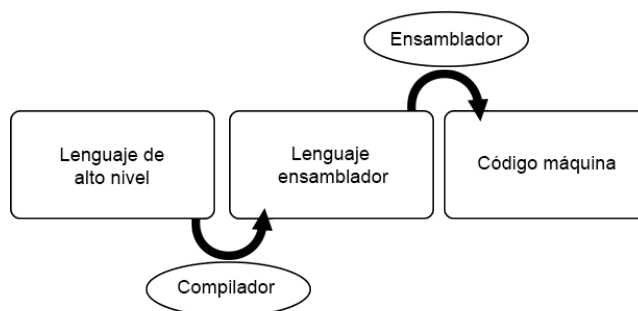 Ensamblador
Lenguaje de
alto nivel
Lenguaje
ensamblador
Código máquina
Compilador